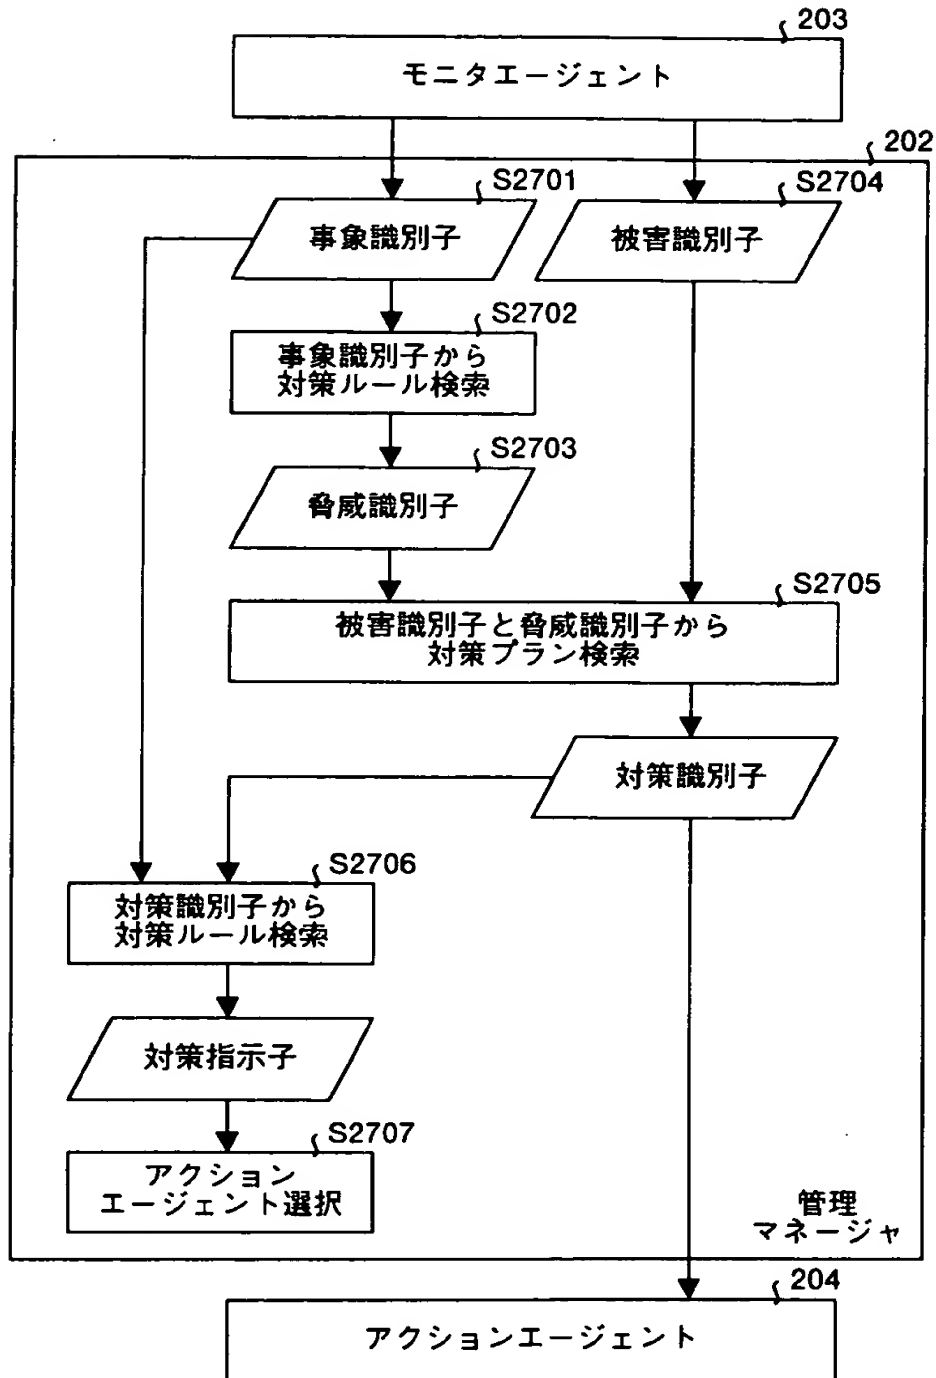 203
モニタエージェント
202
S2701
S2704
事象識別子
被害識別子
S2702
事象識別子から
対策ルール検索
S2703
脅威識別子
S2705
被害識別子と脅威識別子から
対策プラン検索
対策識別子
S2706
対策識別子から
対策ルール検索
対策指示子
S2707
アクション
エージェント選択
管理
マネージャ
204
アクションエージェント